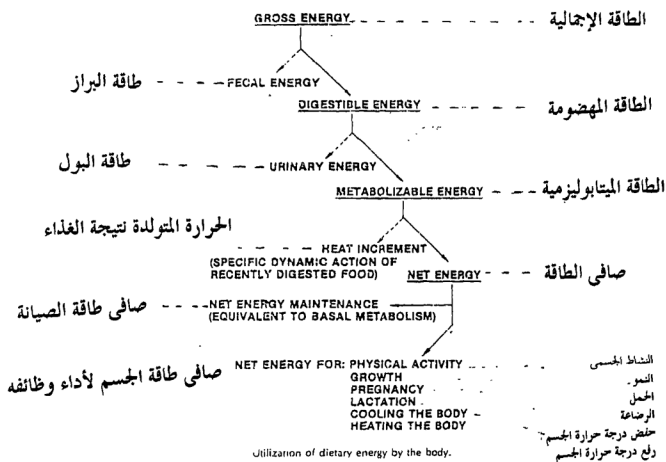 GROSS ENERGY الطاقة الإجمالية
طاقة البراز FECAL ENERGY
DIGESTIBLE ENERGY الطاقة المهضومة
طاقة البول URINARY ENERGY
METABOLIZABLE ENERGY الطاقة الميتابوليزمية
الحرارة المتولدة نتيجة الغذاء
HEAT INCREMENT
(SPECIFIC DYNAMIC ACTION OF
RECENTLY DIGESTED FOOD)
NET ENERGY صافى الطاقة
صافي طاقة الصيانة NET ENERGY MAINTENANCE
(EQUIVALENT TO BASAL METABOLISM)
صافي طاقة الجسم لأداء وظائفه NET ENERGY FOR: PHYSICAL ACTIVITY النشاط الجسمى
GROWTH النمو
PREGNANCY الحمل
LACTATION الرضاعة
COOLING THE BODY حفض درجة حرارة الجسم
HEATING THE BODY رفع درجة حرارة الجسم
Utilization of dietary energy by the body.